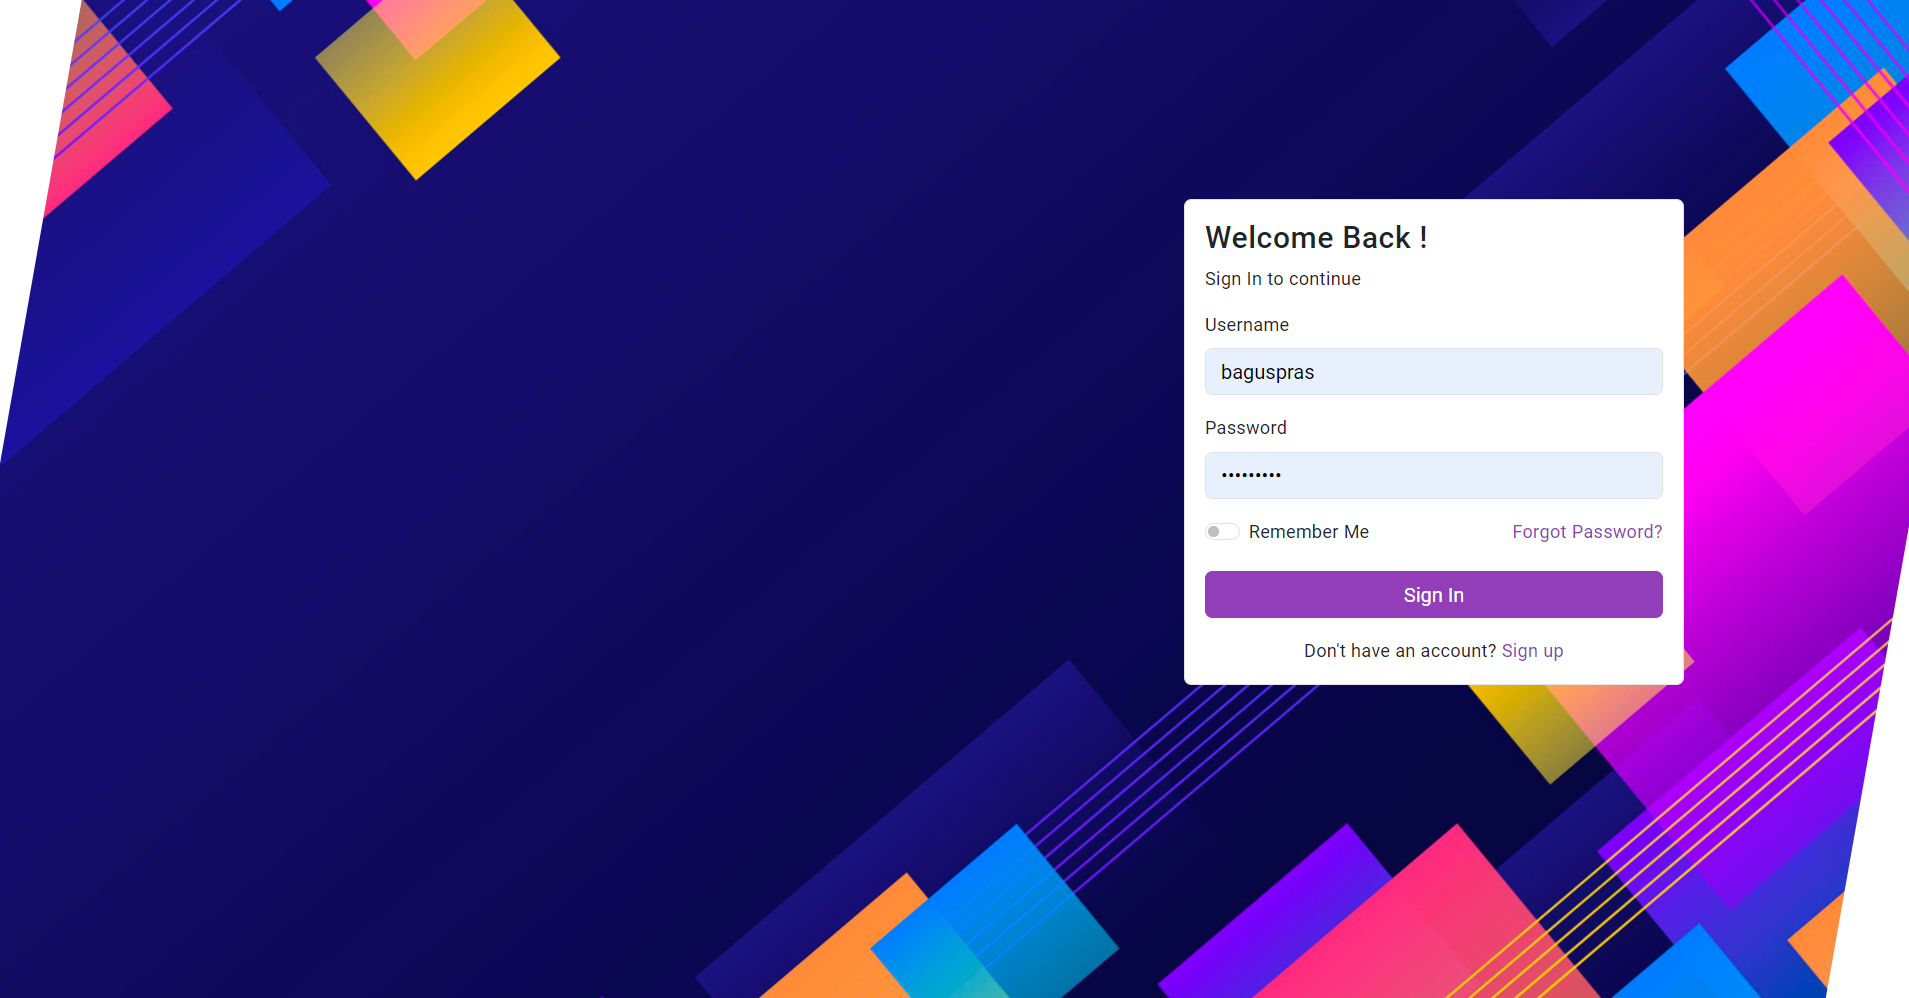 Welcome Back !
Sign In to continue
Username
baguspras
Password
•••••••••
Remember Me
Forgot Password?
Sign In
Don't have an account? Sign up